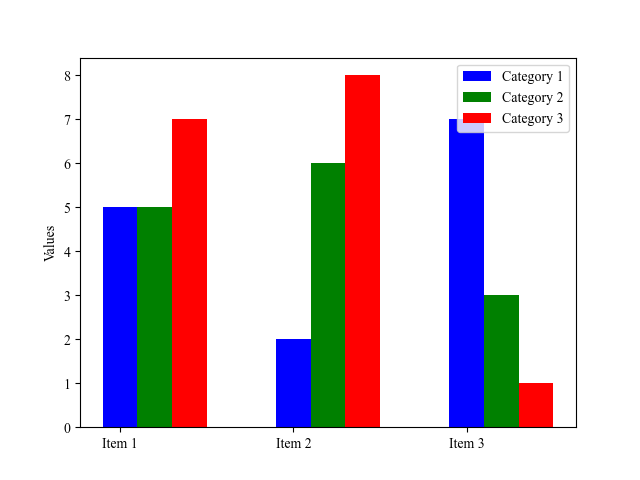 Category 1
Category 2
Category 3
8
7
6
5
4
3
2
1
0
Values
Item 1
Item 2
Item 3